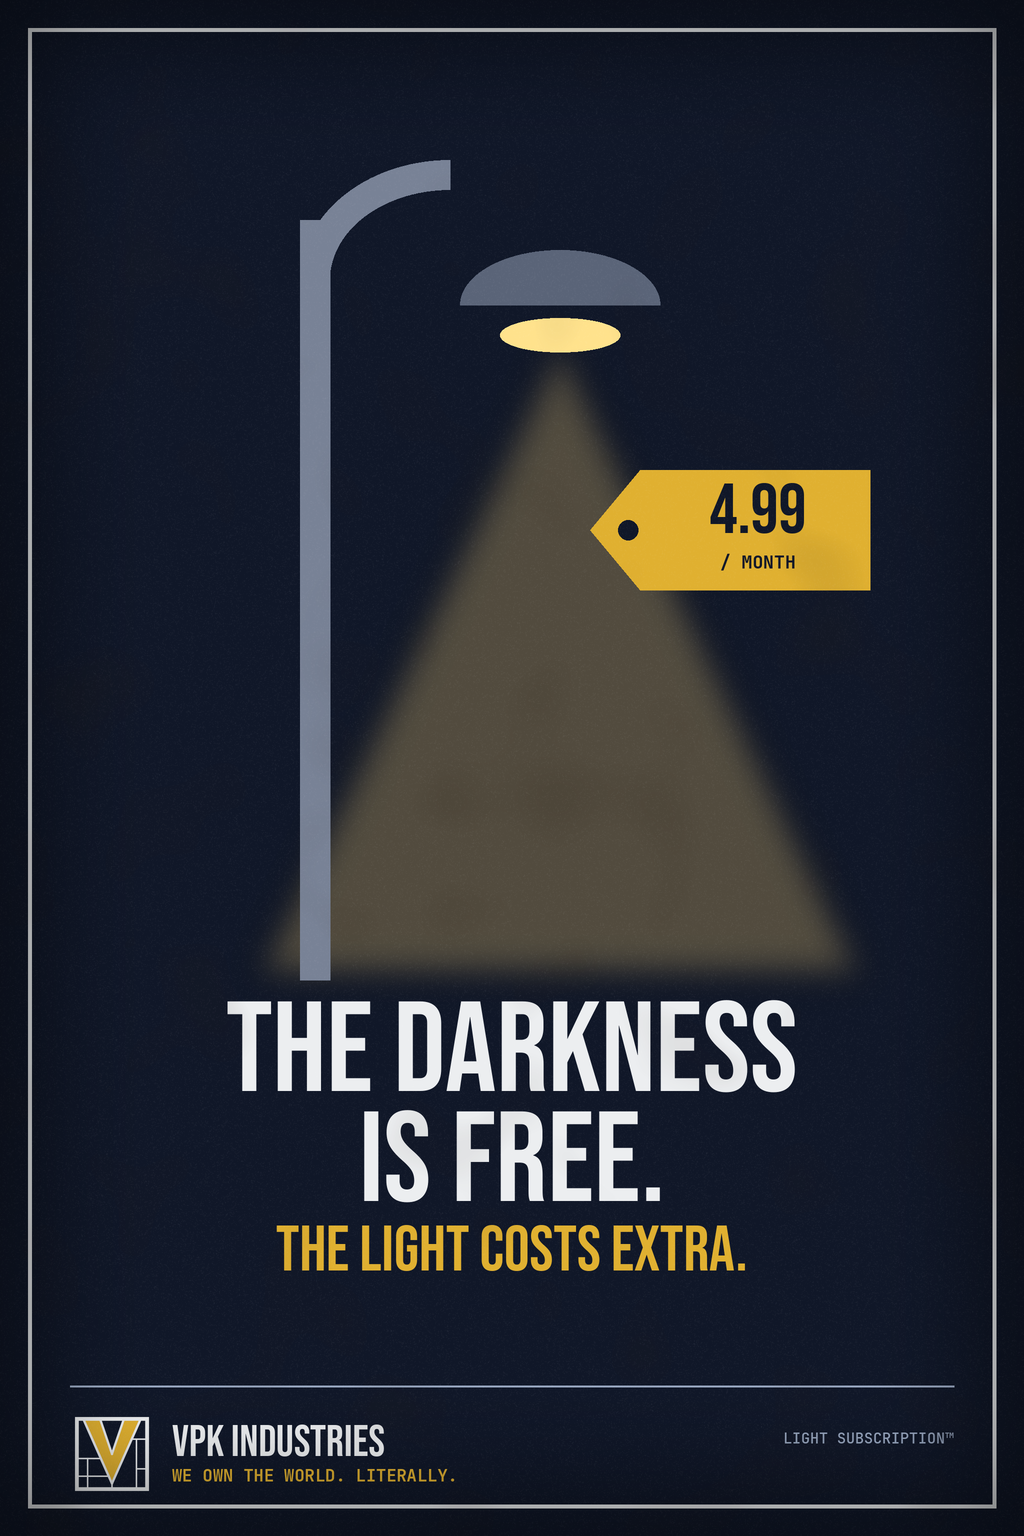 4.99
/ MONTH
THE DARKNESS
IS FREE.
THE LIGHT COSTS EXTRA.
VPK INDUSTRIES
WE OWN THE WORLD. LITERALLY.
LIGHT SUBSCRIPTION™